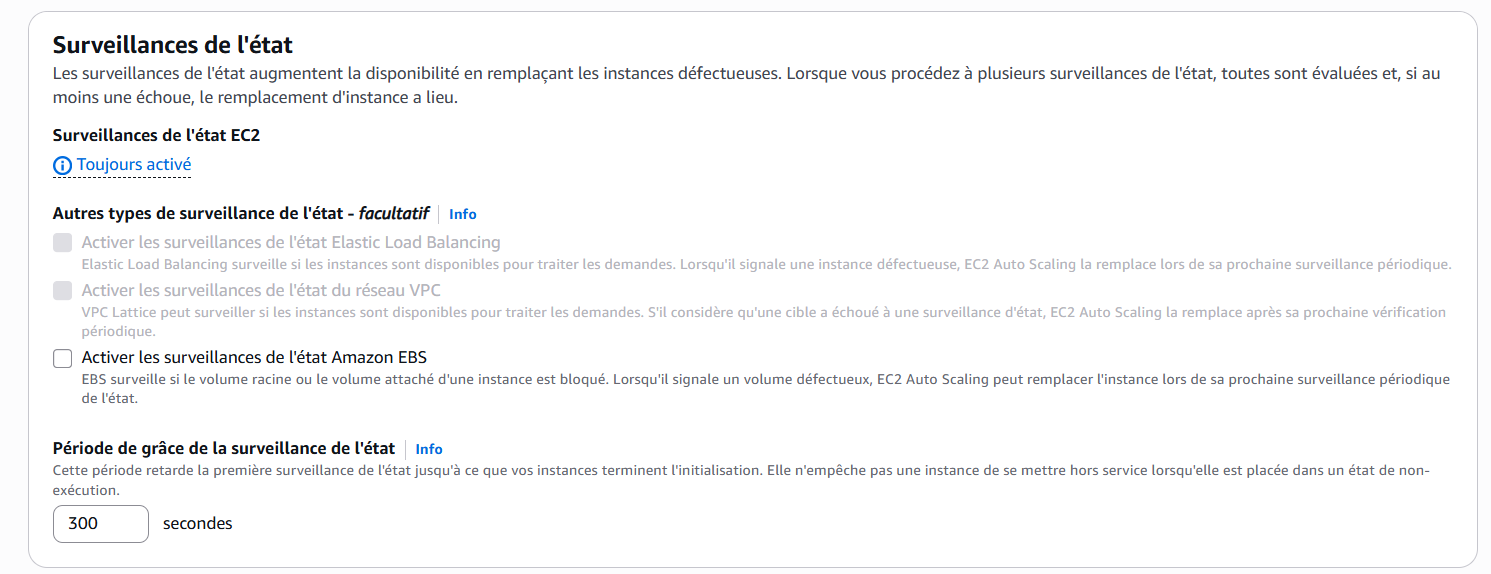 Surveillances de l'état
Les surveillances de l'état augmentent la disponibilité en remplaçant les instances défectueuses. Lorsque vous procédez à plusieurs surveillances de l'état, toutes sont évaluées et, si au
moins une échoue, le remplacement d'instance a lieu.
Surveillances de l'état EC2
Toujours activé
Autres types de surveillance de l'état - facultatif Info
Activer les surveillances de l'état Elastic Load Balancing
Elastic Load Balancing surveille si les instances sont disponibles pour traiter les demandes. Lorsqu'il signale une instance défectueuse, EC2 Auto Scaling la remplace lors de sa prochaine surveillance périodique.
Activer les surveillances de l'état du réseau VPC
VPC Lattice peut surveiller si les instances sont disponibles pour traiter les demandes. S'il considère qu'une cible a échoué à une surveillance d'état, EC2 Auto Scaling la remplace après sa prochaine vérification
périodique.
Activer les surveillances de l'état Amazon EBS
EBS surveille si le volume racine ou le volume attaché d'une instance est bloqué. Lorsqu'il signale un volume défectueux, EC2 Auto Scaling peut remplacer l'instance lors de sa prochaine surveillance périodique
de l'état.
Période de grâce de la surveillance de l'état Info
Cette période retarde la première surveillance de l'état jusqu'à ce que vos instances terminent l'initialisation. Elle n'empêche pas une instance de se mettre hors service lorsqu'elle est placée dans un état de non-
exécution.
300 secondes